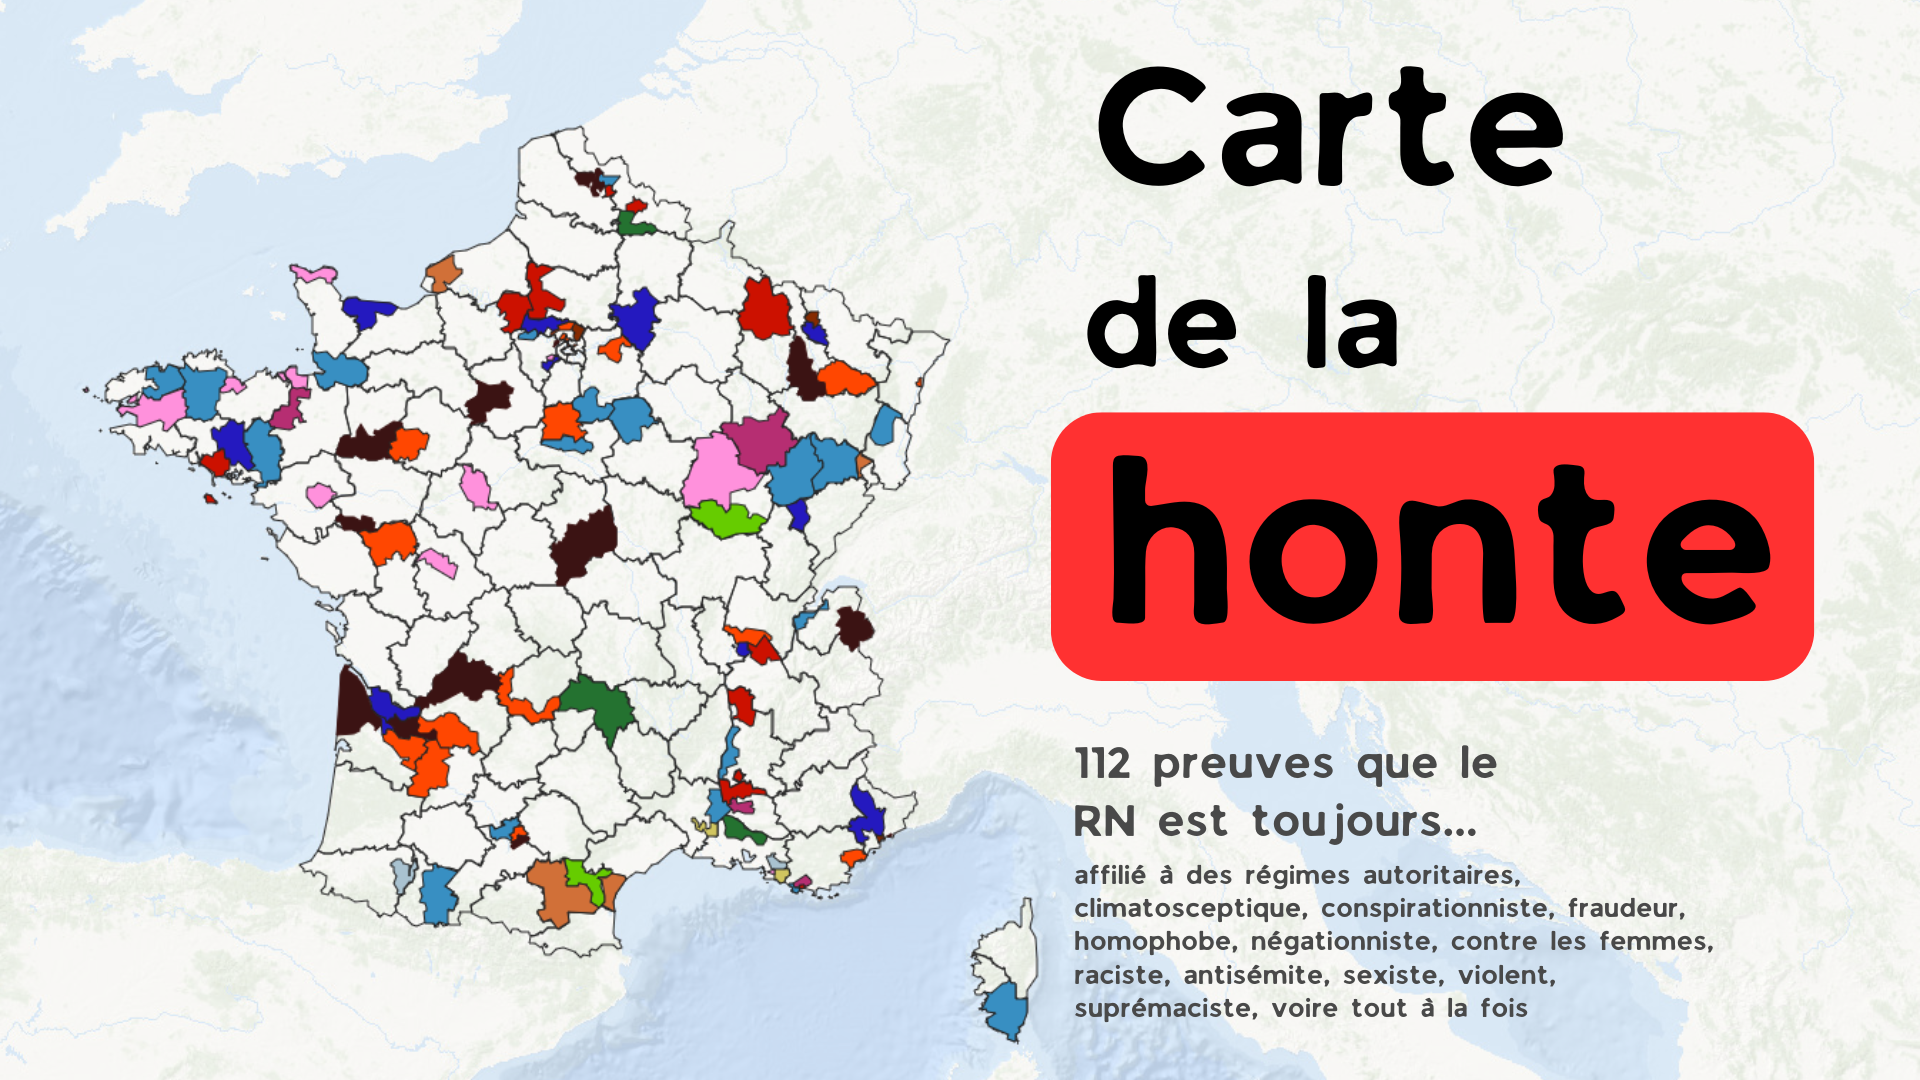 Carte
de la
honte
112 preuves que le
RN est toujours...
affilié à des régimes autoritaires,
climatosceptique, conspirationniste, fraudeur,
homophobe, négationniste, contre les femmes,
raciste, antisémite, sexiste, violent,
suprémaciste, voire tout à la fois